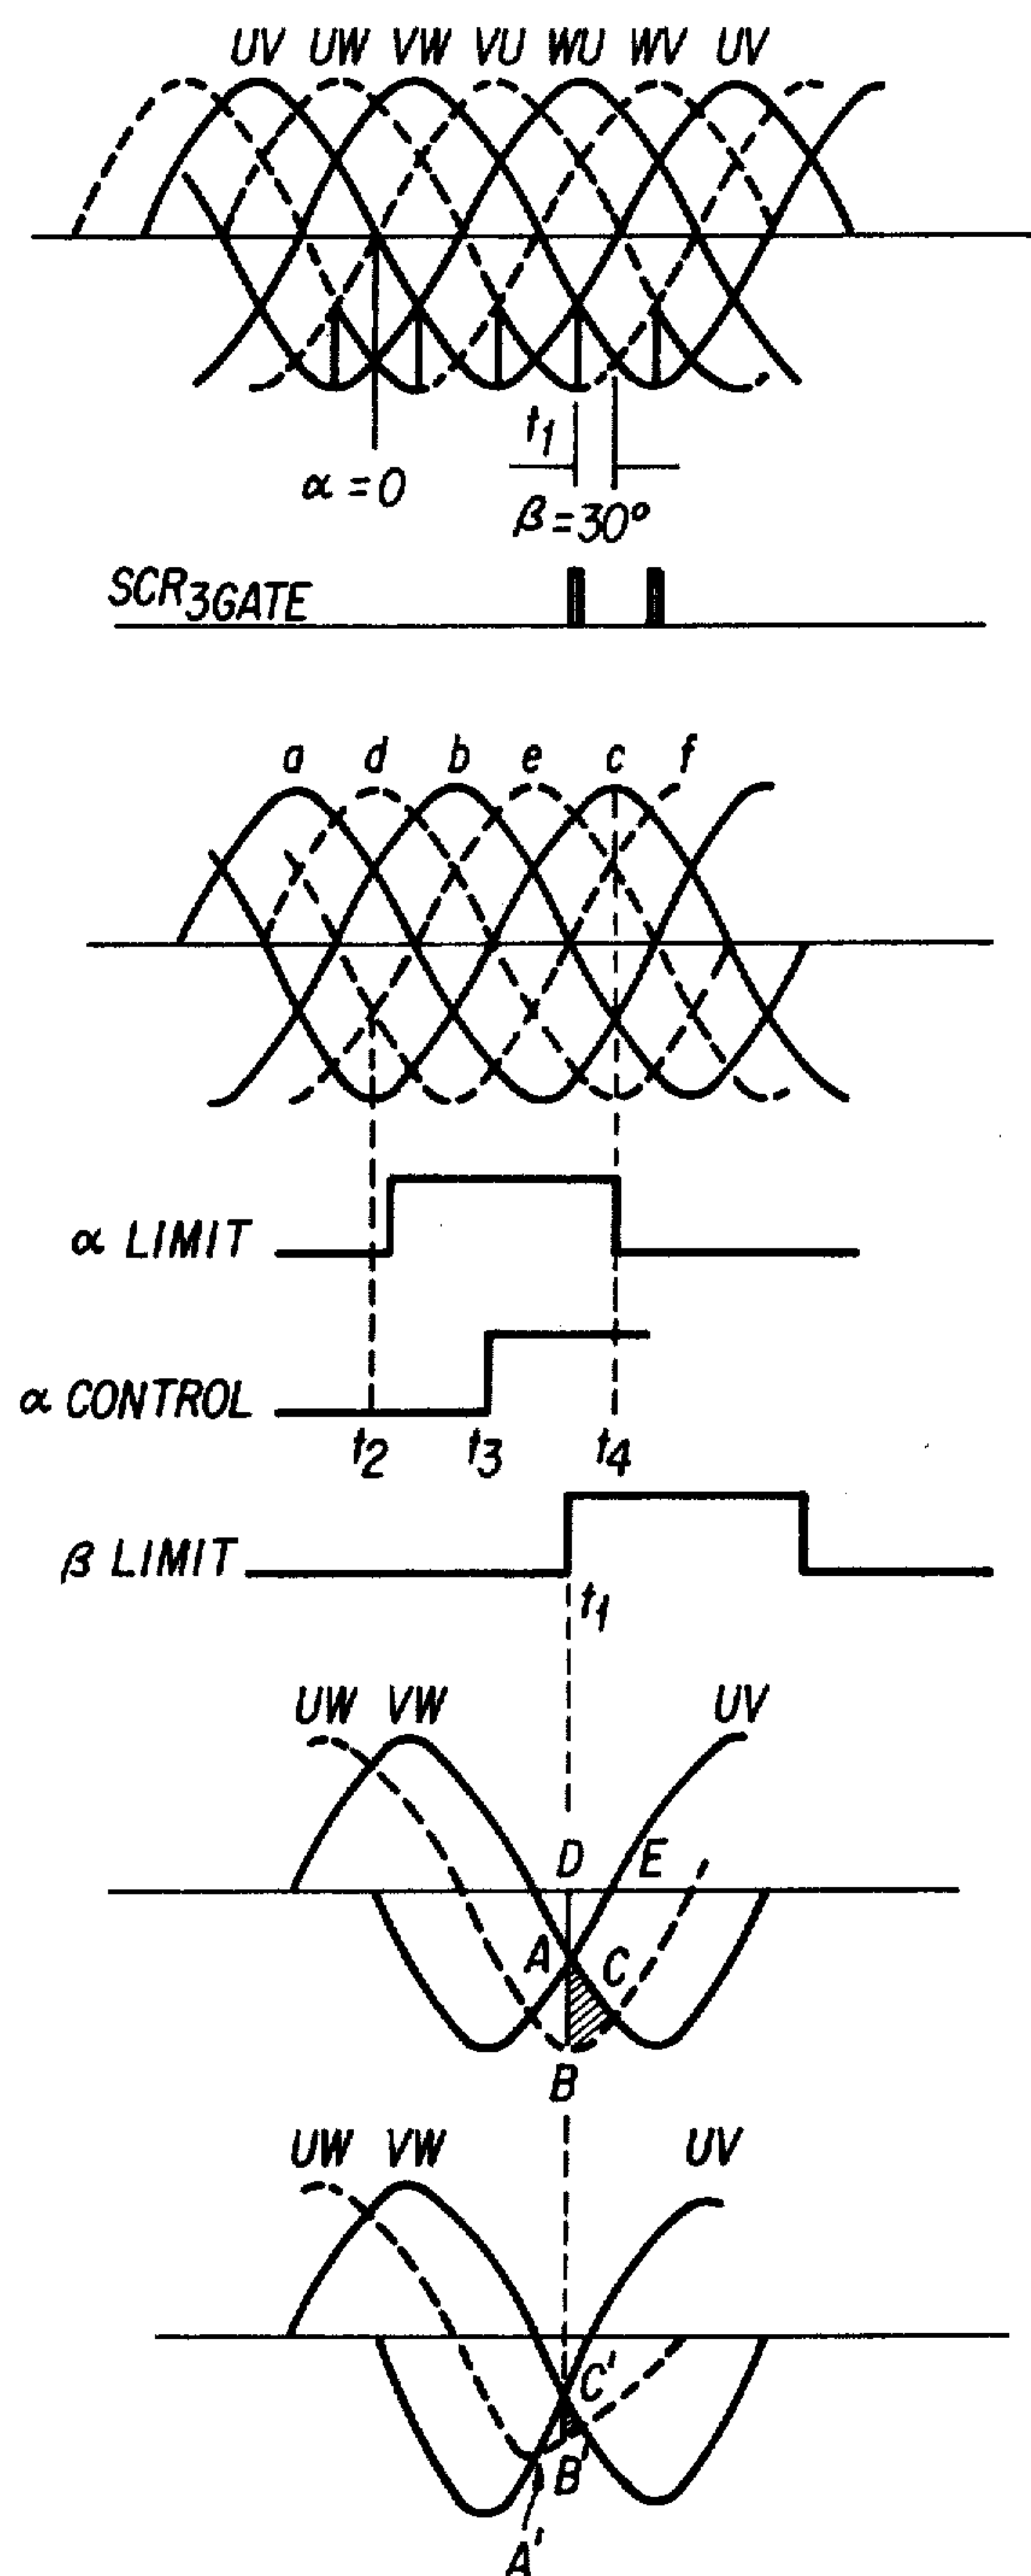 UV UW VW VU WU WV UV
t1
α = 0
β = 30°
SCR3GATE
a d b e c f
α LIMIT
α CONTROL
t2 t3 t4
β LIMIT
t1
UW VW UV
D E
A C
B
UW VW UV
C'
B'
A'